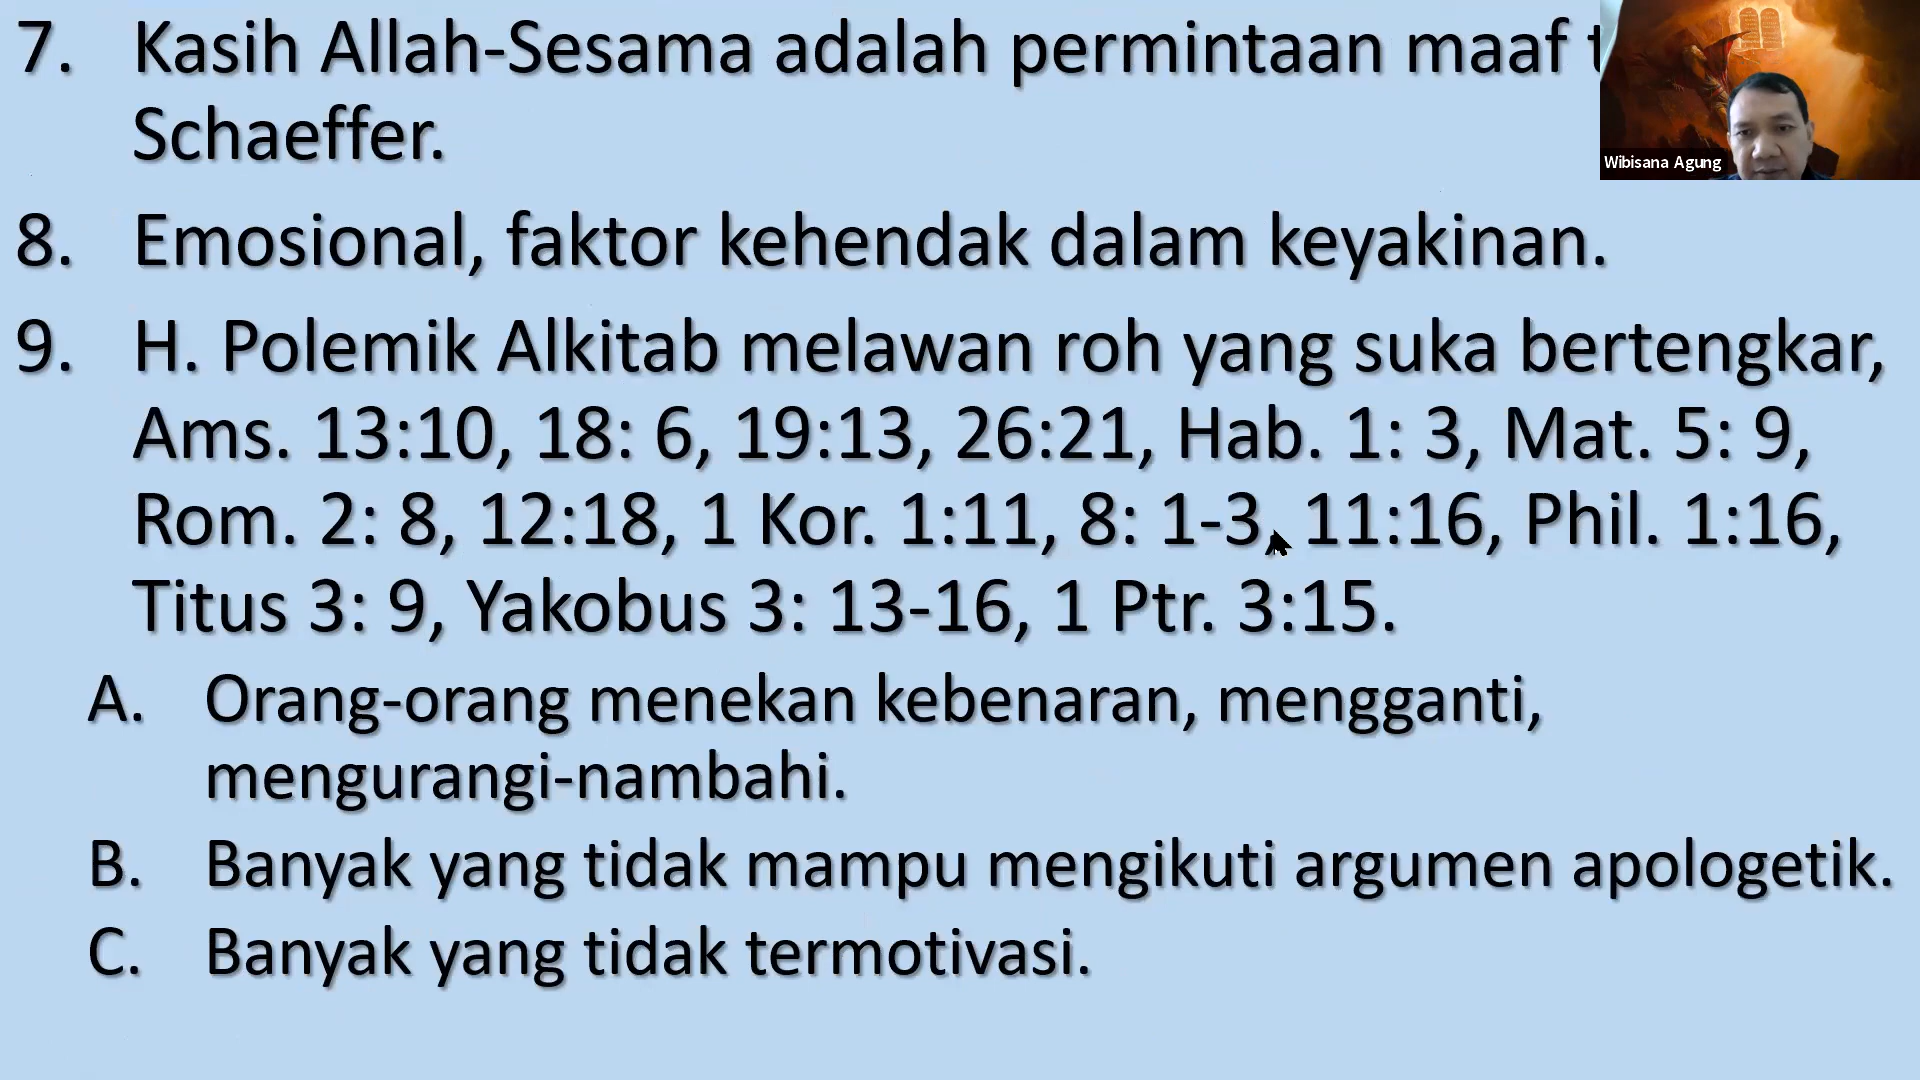 7. Kasih Allah-Sesama adalah permintaan maaf
Schaeffer.
Wibisana Agung
8. Emosional, faktor kehendak dalam keyakinan.
9. H. Polemik Alkitab melawan roh yang suka bertengkar,
Ams. 13:10, 18: 6, 19:13, 26:21, Hab. 1: 3, Mat. 5: 9,
Rom. 2: 8, 12:18, 1 Kor. 1:11, 8: 1-3, 11:16, Phil. 1:16,
Titus 3: 9, Yakobus 3: 13-16, 1 Ptr. 3:15.
A. Orang-orang menekan kebenaran, mengganti,
mengurangi-nambahi.
B. Banyak yang tidak mampu mengikuti argumen apologetik.
C. Banyak yang tidak termotivasi.